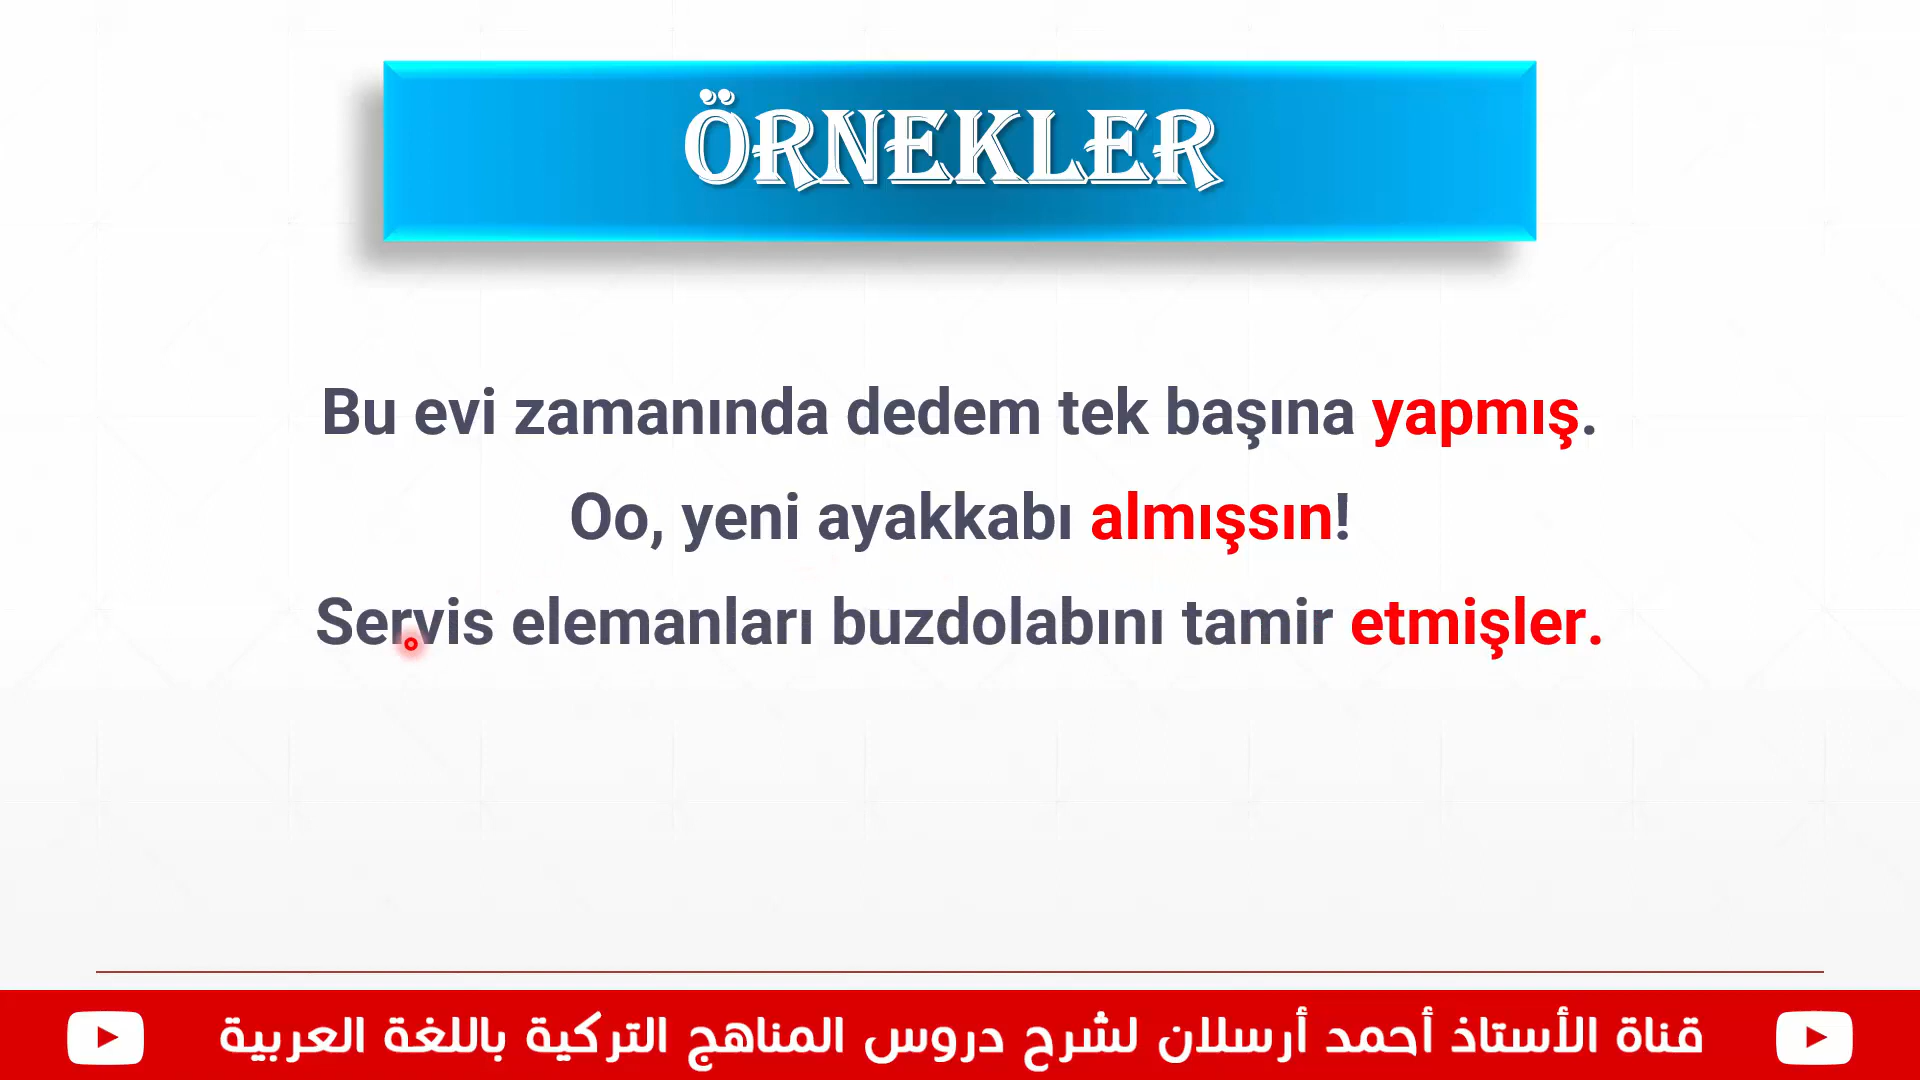 ÖRNEKLER
Bu evi zamanında dedem tek başına yapmış.
Oo, yeni ayakkabı almışsın!
Servis elemanları buzdolabını tamir etmişler.
قناة الأستاذ أحمد أرسلان لشرح دروس المناهج التركية باللغة العربية